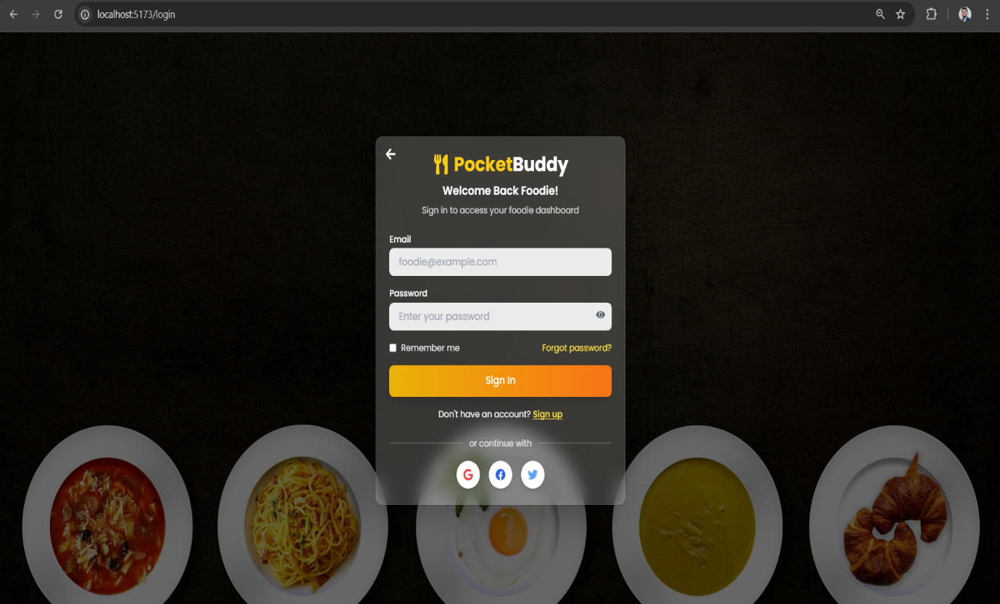 localhost:5173/login
PocketBuddy
Welcome Back Foodie!
Sign in to access your foodie dashboard
Email
foodie@example.com
Password
Enter your password
Remember me
Forgot password?
Sign In
Don't have an account? Sign up
or continue with